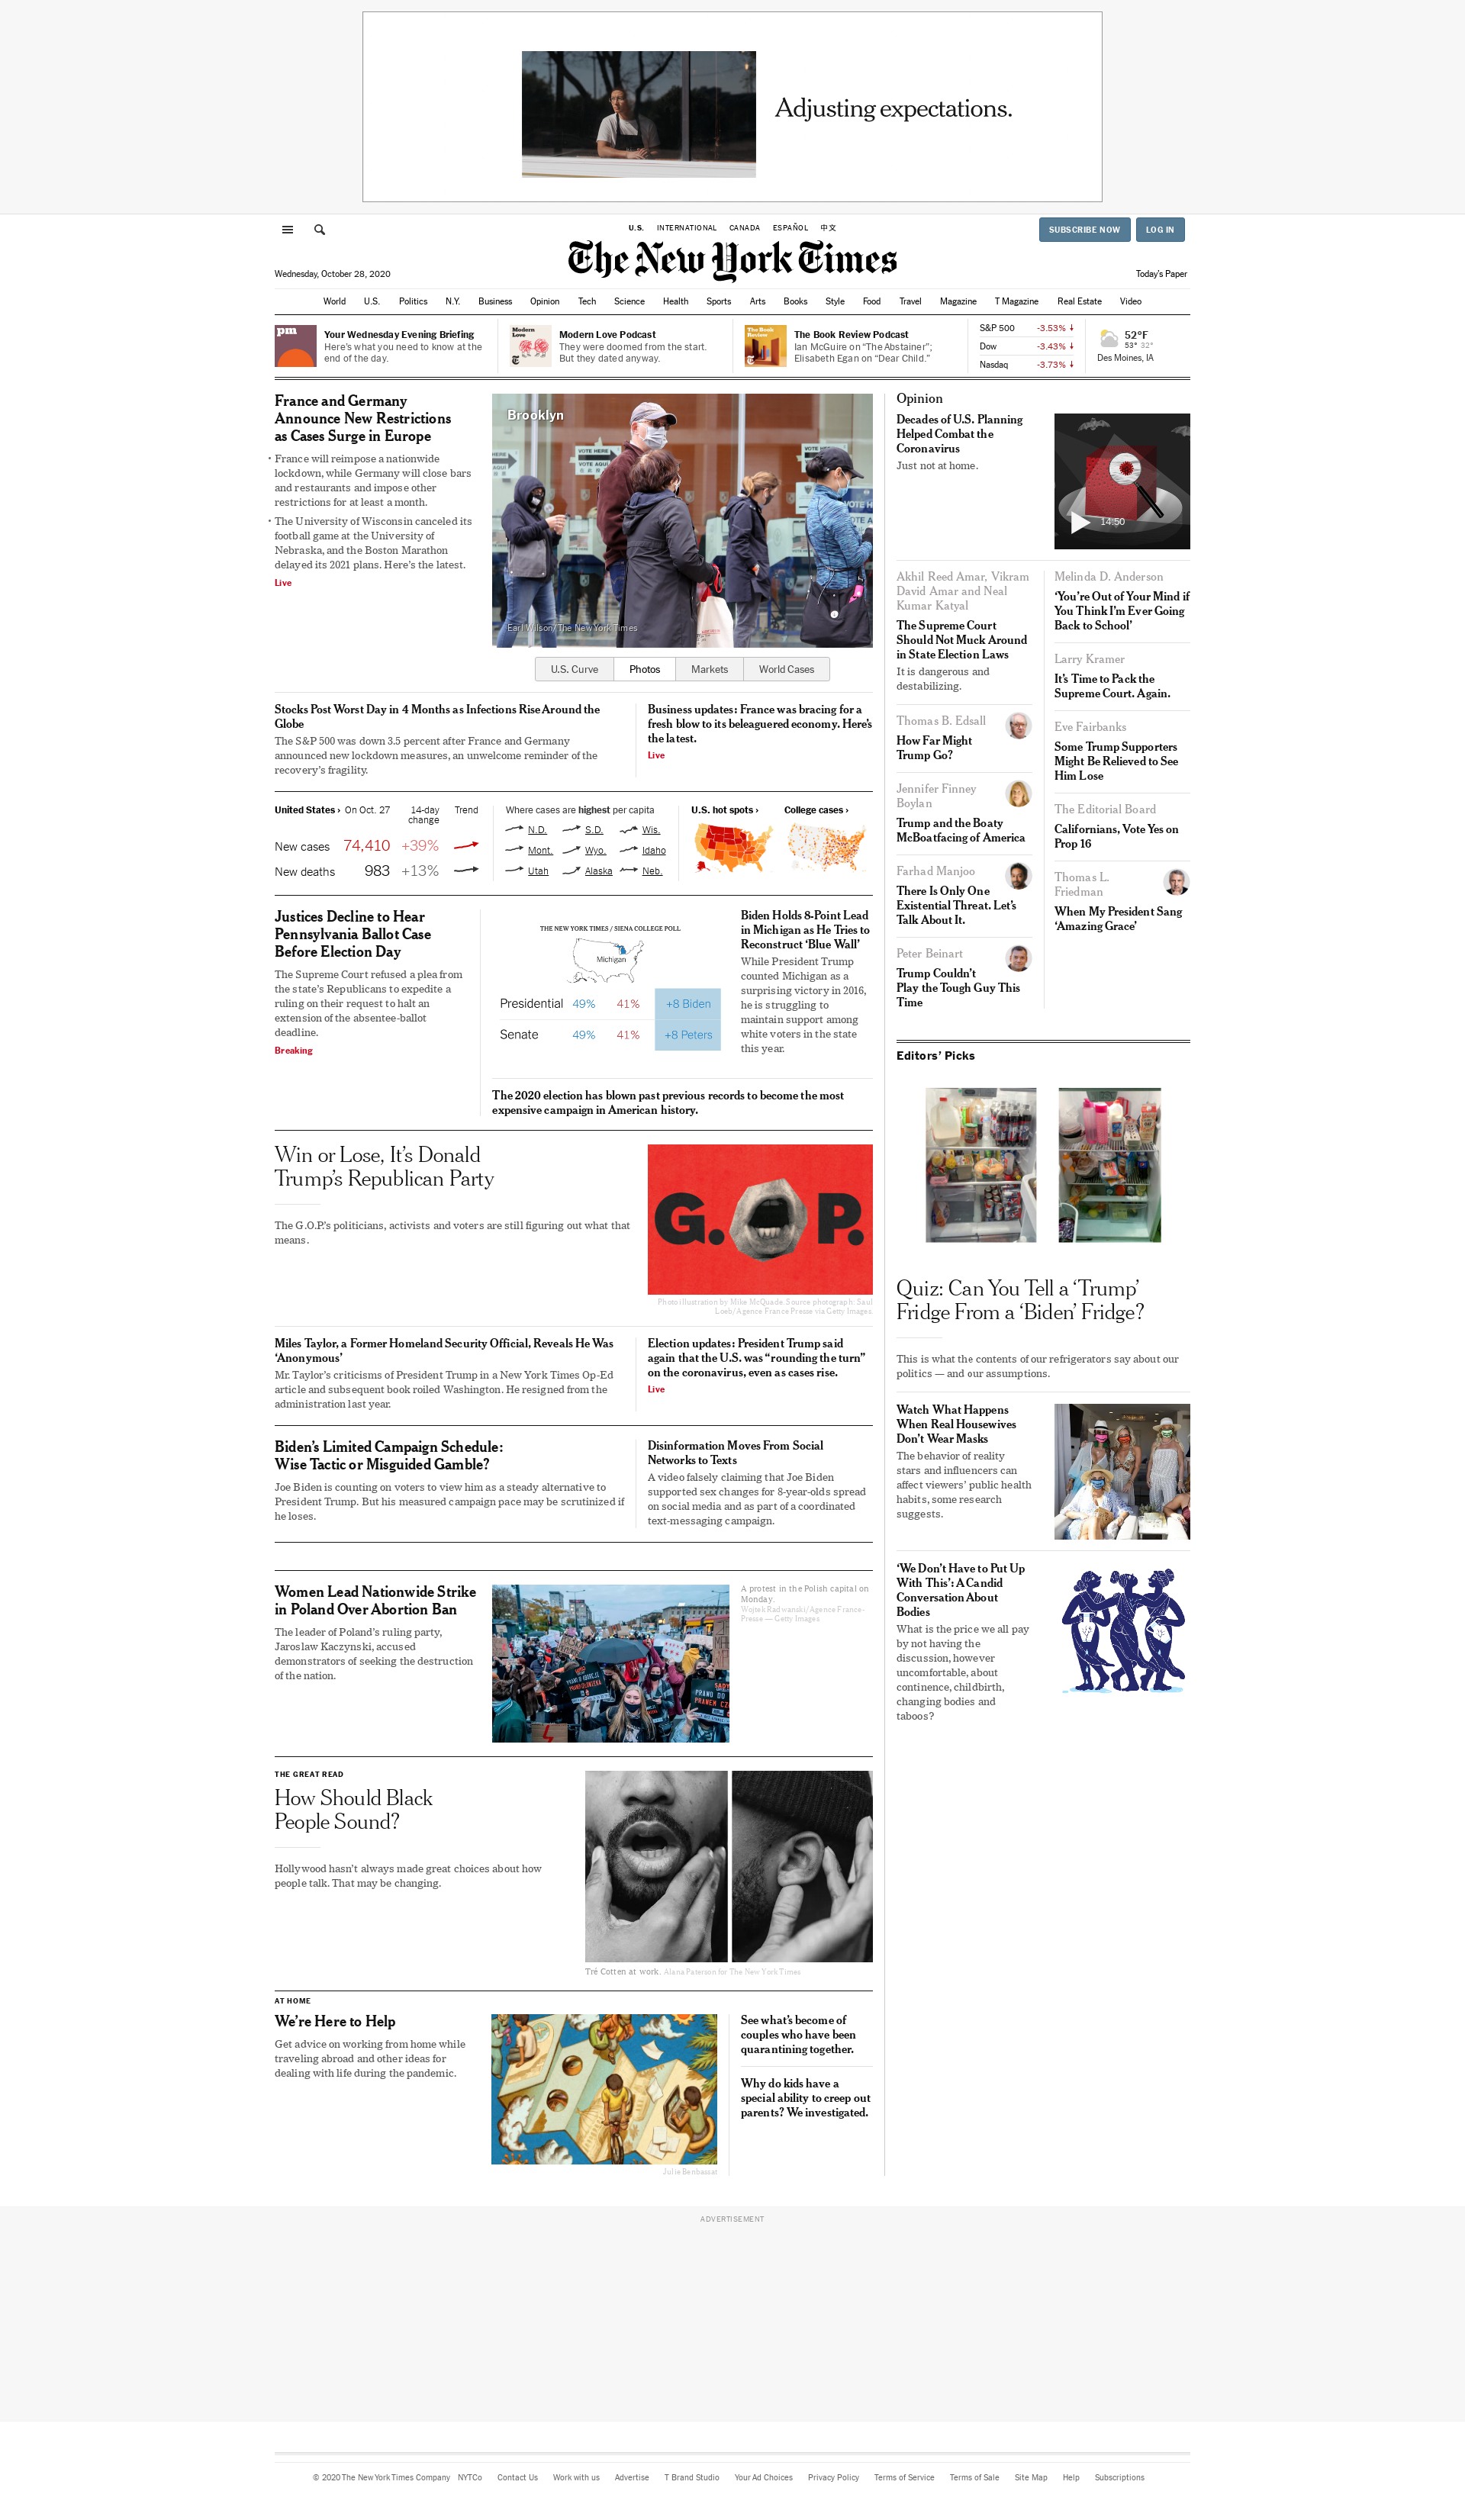 Adjusting expectations.
U.S. INTERNATIONAL CANADA ESPAÑOL 中文
SUBSCRIBE NOW LOG IN
The New York Times
Wednesday, October 28, 2020
Today's Paper
World U.S. Politics N.Y. Business Opinion Tech Science Health Sports Arts Books Style Food Travel Magazine T Magazine Real Estate Video
pm
Your Wednesday Evening Briefing
Here's what you need to know at the
end of the day.
Modern
Love
Modern Love Podcast
They were doomed from the start.
But they dated anyway.
The Book
Review
The Book Review Podcast
Ian McGuire on “The Abstainer”;
Elisabeth Egan on “Dear Child.”
S&P 500 -3.53% ↓
Dow -3.43% ↓
Nasdaq -3.73% ↓
52°F
53° 32°
Des Moines, IA
France and Germany
Announce New Restrictions
as Cases Surge in Europe
• France will reimpose a nationwide
lockdown, while Germany will close bars
and restaurants and impose other
restrictions for at least a month.
• The University of Wisconsin canceled its
football game at the University of
Nebraska, and the Boston Marathon
delayed its 2021 plans. Here’s the latest.
Live
Brooklyn
VOTE HERE
VOTE AQUÍ
Earl Wilson/The New York Times
U.S. Curve Photos Markets World Cases
Stocks Post Worst Day in 4 Months as Infections Rise Around the
Globe
The S&P 500 was down 3.5 percent after France and Germany
announced new lockdown measures, an unwelcome reminder of the
recovery’s fragility.
Business updates: France was bracing for a
fresh blow to its beleaguered economy. Here’s
the latest.
Live
United States › On Oct. 27 14-day
change Trend
New cases 74,410 +39%
New deaths 983 +13%
Where cases are highest per capita
N.D. S.D. Wis.
Mont. Wyo. Idaho
Utah Alaska Neb.
U.S. hot spots › College cases ›
Justices Decline to Hear
Pennsylvania Ballot Case
Before Election Day
The Supreme Court refused a plea from
the state’s Republicans to expedite a
ruling on their request to halt an
extension of the absentee-ballot
deadline.
Breaking
THE NEW YORK TIMES / SIENA COLLEGE POLL
Michigan
Presidential 49% 41% +8 Biden
Senate 49% 41% +8 Peters
Biden Holds 8-Point Lead
in Michigan as He Tries to
Reconstruct ‘Blue Wall’
While President Trump
counted Michigan as a
surprising victory in 2016,
he is struggling to
maintain support among
white voters in the state
this year.
The 2020 election has blown past previous records to become the most
expensive campaign in American history.
Win or Lose, It’s Donald
Trump’s Republican Party
The G.O.P.’s politicians, activists and voters are still figuring out what that
means.
G.O.P.
Photo illustration by Mike McQuade. Source photograph: Saul
Loeb/Agence France Presse via Getty Images.
Miles Taylor, a Former Homeland Security Official, Reveals He Was
‘Anonymous’
Mr. Taylor’s criticisms of President Trump in a New York Times Op-Ed
article and subsequent book roiled Washington. He resigned from the
administration last year.
Election updates: President Trump said
again that the U.S. was “rounding the turn”
on the coronavirus, even as cases rise.
Live
Biden’s Limited Campaign Schedule:
Wise Tactic or Misguided Gamble?
Joe Biden is counting on voters to view him as a steady alternative to
President Trump. But his measured campaign pace may be scrutinized if
he loses.
Disinformation Moves From Social
Networks to Texts
A video falsely claiming that Joe Biden
supported sex changes for 8-year-olds spread
on social media and as part of a coordinated
text-messaging campaign.
Women Lead Nationwide Strike
in Poland Over Abortion Ban
The leader of Poland’s ruling party,
Jaroslaw Kaczynski, accused
demonstrators of seeking the destruction
of the nation.
A protest in the Polish capital on
Monday.
Wojtek Radwanski/Agence France-
Presse — Getty Images
THE GREAT READ
How Should Black
People Sound?
Hollywood hasn’t always made great choices about how
people talk. That may be changing.
Tré Cotten at work. Alana Paterson for The New York Times
AT HOME
We’re Here to Help
Get advice on working from home while
traveling abroad and other ideas for
dealing with life during the pandemic.
Julie Benbassat
See what’s become of
couples who have been
quarantining together.
Why do kids have a
special ability to creep out
parents? We investigated.
Opinion
Decades of U.S. Planning
Helped Combat the
Coronavirus
Just not at home.
14:50
Akhil Reed Amar, Vikram
David Amar and Neal
Kumar Katyal
The Supreme Court
Should Not Muck Around
in State Election Laws
It is dangerous and
destabilizing.
Thomas B. Edsall
How Far Might
Trump Go?
Jennifer Finney
Boylan
Trump and the Boaty
McBoatfacing of America
Farhad Manjoo
There Is Only One
Existential Threat. Let’s
Talk About It.
Peter Beinart
Trump Couldn’t
Play the Tough Guy This
Time
Melinda D. Anderson
‘You’re Out of Your Mind if
You Think I’m Ever Going
Back to School’
Larry Kramer
It’s Time to Pack the
Supreme Court. Again.
Eve Fairbanks
Some Trump Supporters
Might Be Relieved to See
Him Lose
The Editorial Board
Californians, Vote Yes on
Prop 16
Thomas L.
Friedman
When My President Sang
‘Amazing Grace’
Editors’ Picks
Quiz: Can You Tell a ‘Trump’
Fridge From a ‘Biden’ Fridge?
This is what the contents of our refrigerators say about our
politics — and our assumptions.
Watch What Happens
When Real Housewives
Don’t Wear Masks
The behavior of reality
stars and influencers can
affect viewers’ public health
habits, some research
suggests.
‘We Don’t Have to Put Up
With This’: A Candid
Conversation About
Bodies
What is the price we all pay
by not having the
discussion, however
uncomfortable, about
continence, childbirth,
changing bodies and
taboos?
ADVERTISEMENT
© 2020 The New York Times Company NYTCo Contact Us Work with us Advertise T Brand Studio Your Ad Choices Privacy Policy Terms of Service Terms of Sale Site Map Help Subscriptions